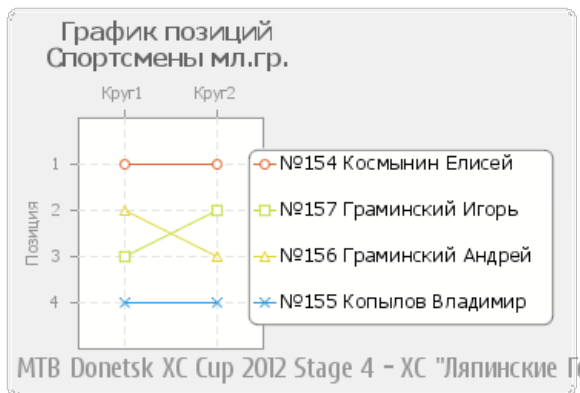 График позиций
Спортсмены мл.гр.
Круг1 Круг2
Позиция
1
2
3
4
№154 Космынин Елисей
№157 Граминский Игорь
№156 Граминский Андрей
№155 Копылов Владимир
MTB Donetsk XC Cup 2012 Stage 4 - XC "Ляпинские